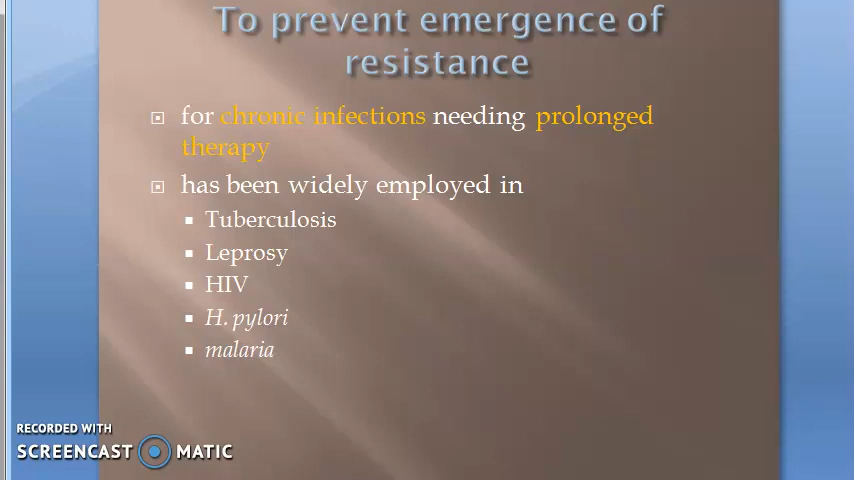 To prevent emergence of
resistance
for chronic infections needing prolonged
therapy
has been widely employed in
Tuberculosis
Leprosy
HIV
H. pylori
malaria
RECORDED WITH
SCREENCAST MATIC